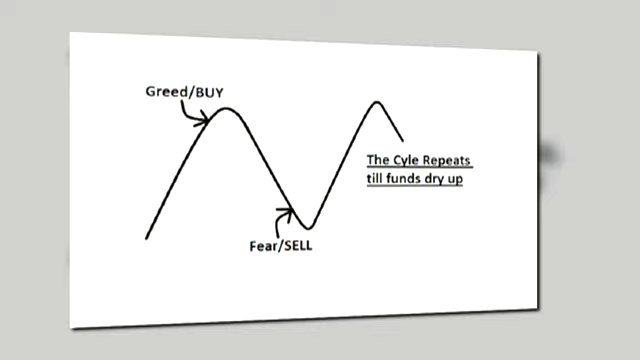 Greed/BUY
The Cyle Repeats
till funds dry up
Fear/SELL